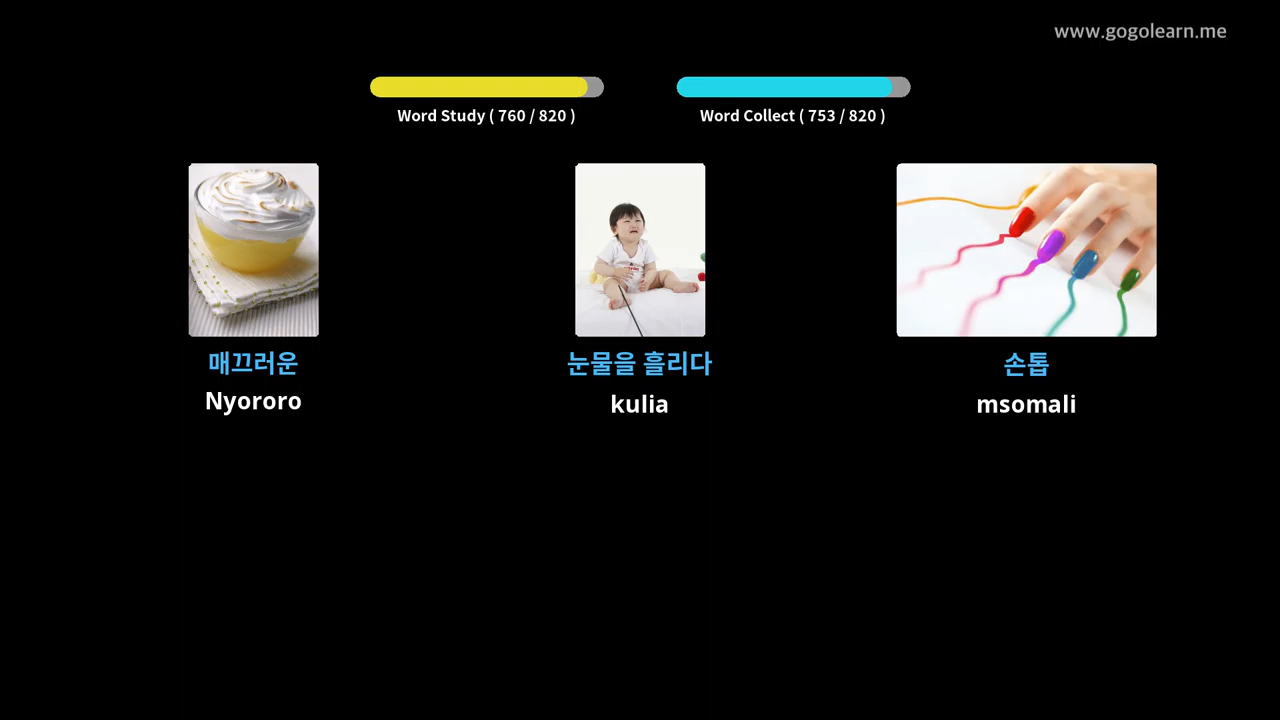 www.gogolearn.me
Word Study ( 760 / 820 )
Word Collect ( 753 / 820 )
매끄러운
눈물을 흘리다
손톱
Nyororo
kulia
msomali